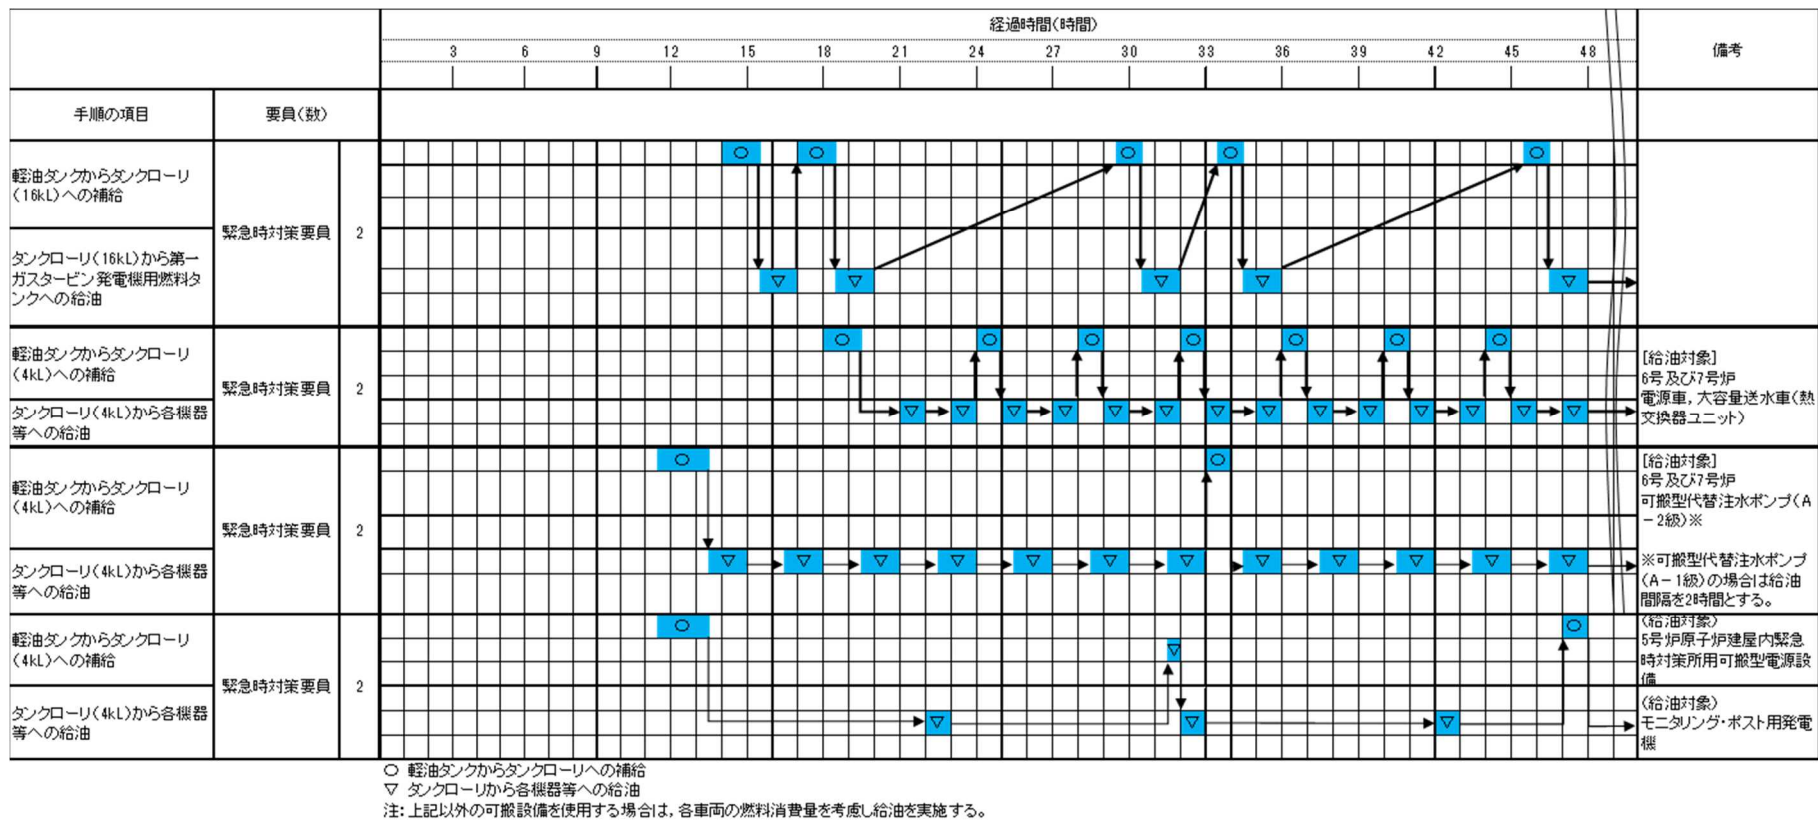 経過時間(時間)
3 6 9 12 15 18 21 24 27 30 33 36 39 42 45 48
備考
手順の項目
要員(数)
軽油タンクからタンクローリ
(16kL)への補給
タンクローリ(16kL)から第一
ガスタービン発電機用燃料タ
ンクへの給油
緊急時対策要員
2
軽油タンクからタンクローリ
(4kL)への補給
タンクローリ(4kL)から各機器
等への給油
緊急時対策要員
2
[給油対象]
6号及び7号炉
電源車,大容量送水車(熱
交換器ユニット)
軽油タンクからタンクローリ
(4kL)への補給
タンクローリ(4kL)から各機器
等への給油
緊急時対策要員
2
[給油対象]
6号及び7号炉
可搬型代替注水ポンプ(A
-2級)※
※可搬型代替注水ポンプ
(A-1級)の場合は給油
間隔を2時間とする。
軽油タンクからタンクローリ
(4kL)への補給
タンクローリ(4kL)から各機器
等への給油
緊急時対策要員
2
(給油対象)
5号炉原子炉建屋内緊急
時対策所用可搬型電源設
備
(給油対象)
モニタリング・ポスト用発電
機
○ 軽油タンクからタンクローリへの補給
▽ タンクローリから各機器等への給油
注:上記以外の可搬設備を使用する場合は,各車両の燃料消費量を考慮し給油を実施する。